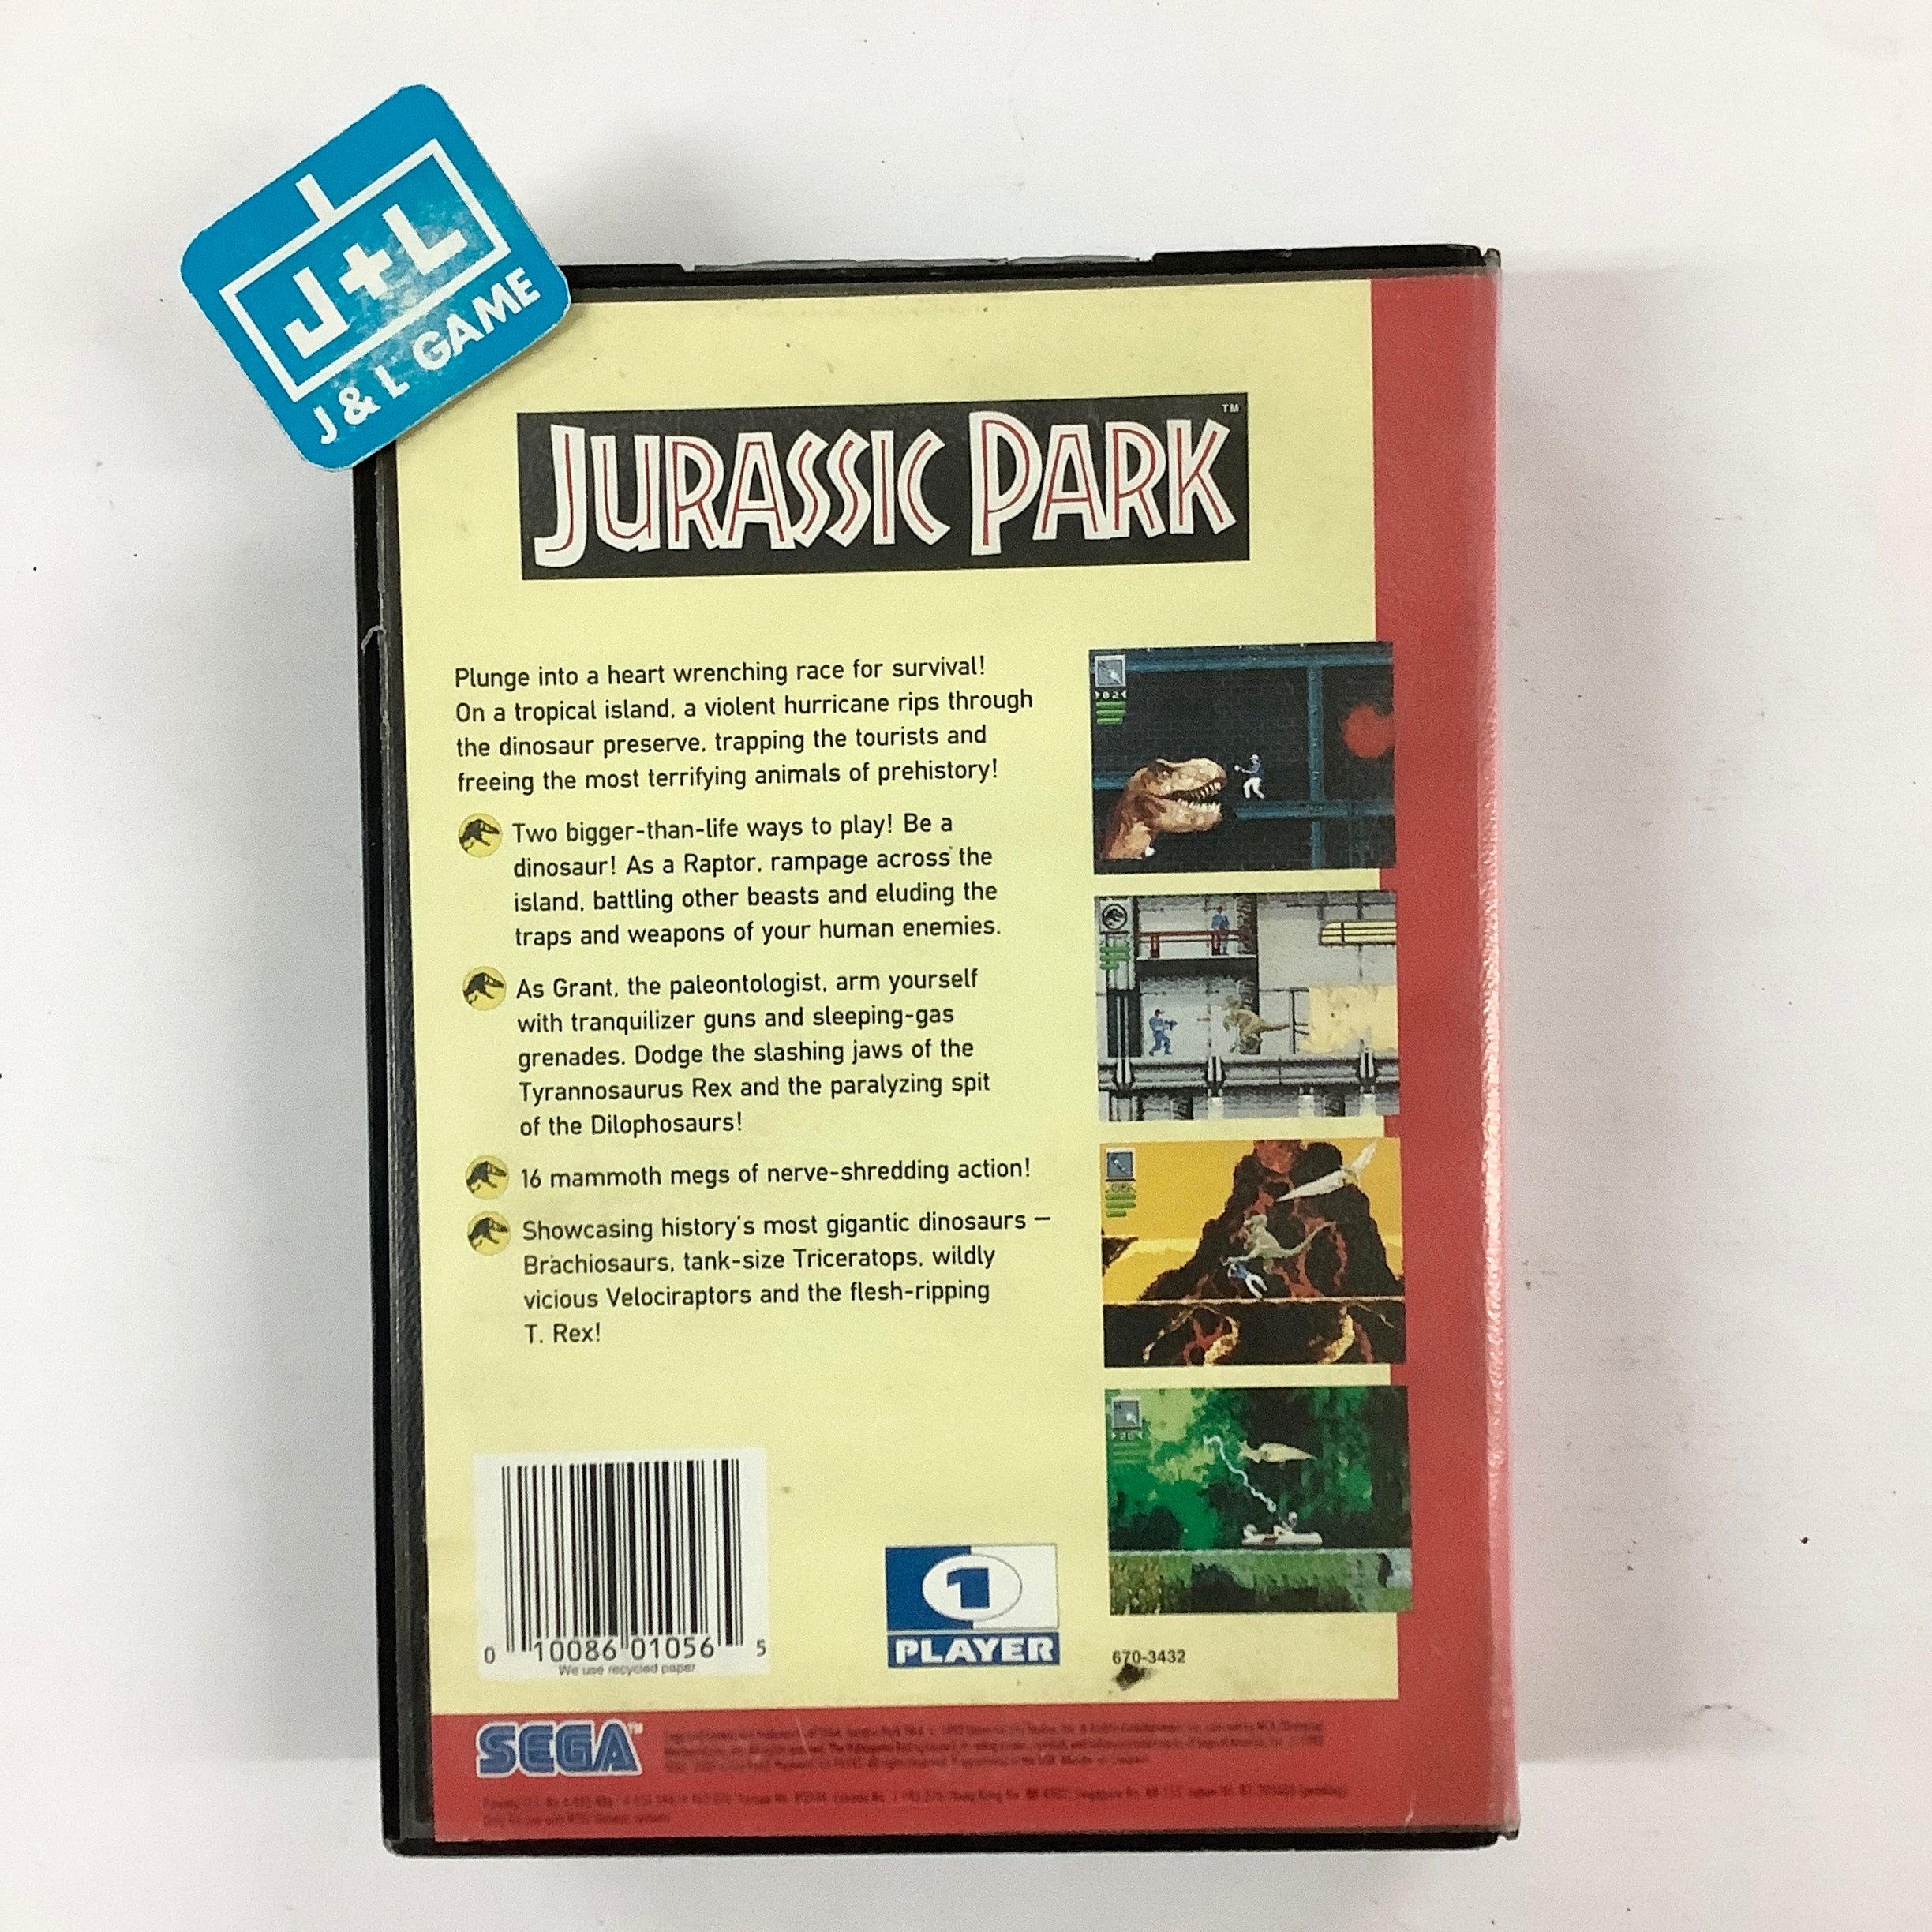 J+L
J & L GAME
JURASSIC PARK™
Plunge into a heart wrenching race for survival!
On a tropical island, a violent hurricane rips through
the dinosaur preserve, trapping the tourists and
freeing the most terrifying animals of prehistory!
Two bigger-than-life ways to play! Be a
dinosaur! As a Raptor, rampage across the
island, battling other beasts and eluding the
traps and weapons of your human enemies.
As Grant, the paleontologist, arm yourself
with tranquilizer guns and sleeping-gas
grenades. Dodge the slashing jaws of the
Tyrannosaurus Rex and the paralyzing spit
of the Dilophosaurs!
16 mammoth megs of nerve-shredding action!
Showcasing history's most gigantic dinosaurs —
Brachiosaurs, tank-size Triceratops, wildly
vicious Velociraptors and the flesh-ripping
T. Rex!
0 10086 01056 5
We use recycled paper.
1
PLAYER
670-3432
SEGA™